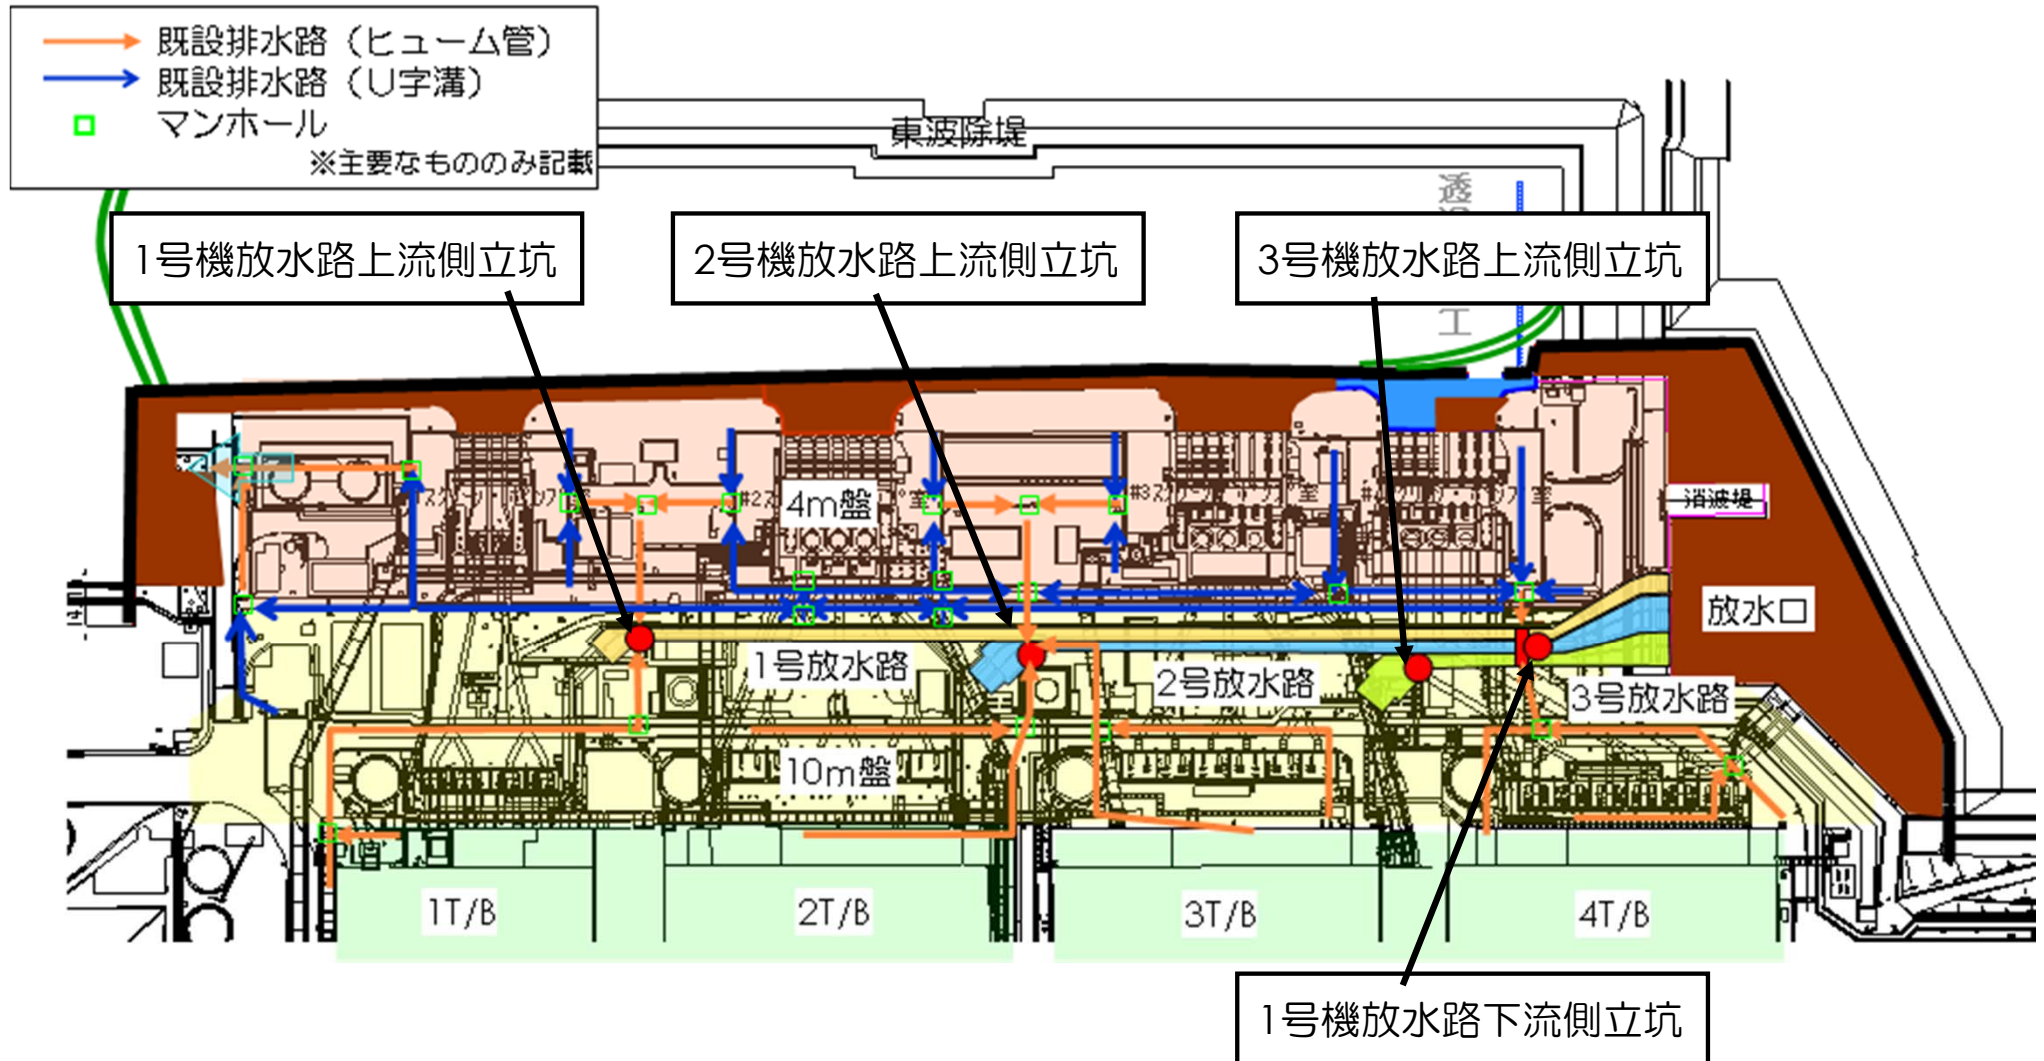 既設排水路（ヒューム管）
既設排水路（U字溝）
マンホール
※主要なもののみ記載
東波除堤
透
工
1号機放水路上流側立坑
2号機放水路上流側立坑
3号機放水路上流側立坑
4m盤
消波堤
放水口
1号放水路
2号放水路
3号放水路
10m盤
1T/B
2T/B
3T/B
4T/B
1号機放水路下流側立坑